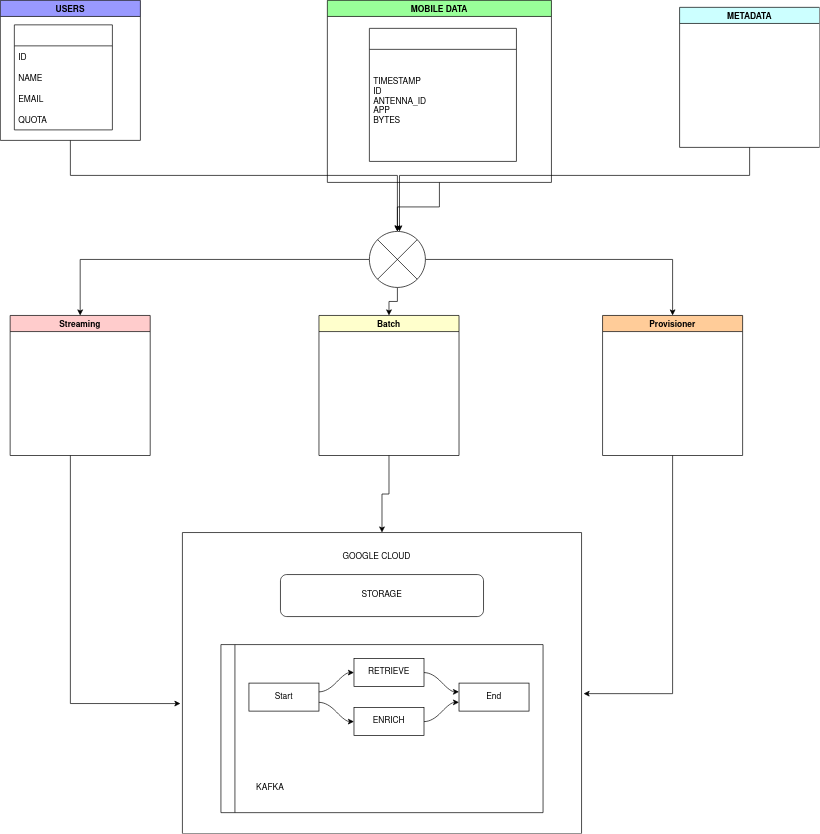 USERS
MOBILE DATA
METADATA
ID
NAME
EMAIL
QUOTA
TIMESTAMP
ID
ANTENNA_ID
APP
BYTES
Streaming
Batch
Provisioner
GOOGLE CLOUD
STORAGE
RETRIEVE
Start
End
ENRICH
KAFKA